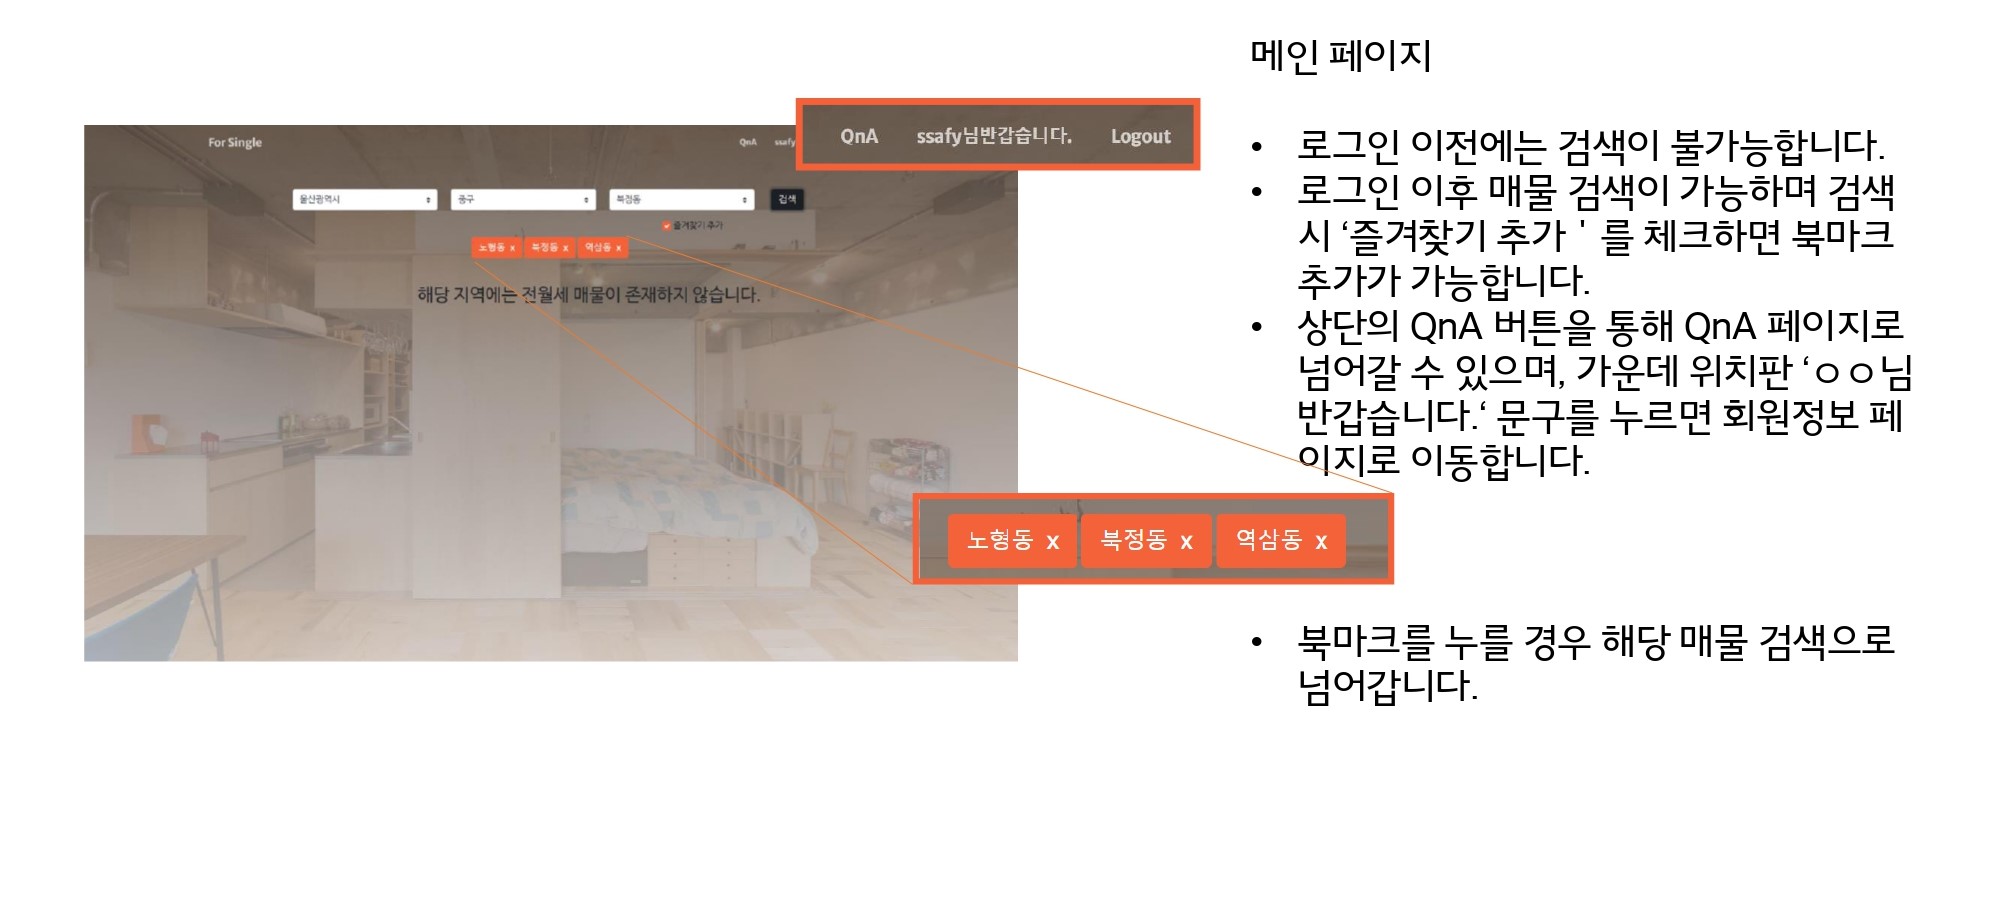 메인 페이지
For Single
QnA ssafy
QnA ssafy님반갑습니다. Logout
울산광역시 중구 북정동 검색
즐겨찾기 추가
노형동 x 북정동 x 역삼동 x
해당 지역에는 전월세 매물이 존재하지 않습니다.
• 로그인 이전에는 검색이 불가능합니다.
• 로그인 이후 매물 검색이 가능하며 검색
시 ‘즐겨찾기 추가 ' 를 체크하면 북마크
추가가 가능합니다.
• 상단의 QnA 버튼을 통해 QnA 페이지로
넘어갈 수 있으며, 가운데 위치판 ‘ㅇㅇ님
반갑습니다.‘ 문구를 누르면 회원정보 페
이지로 이동합니다.
노형동 x 북정동 x 역삼동 x
• 북마크를 누를 경우 해당 매물 검색으로
넘어갑니다.